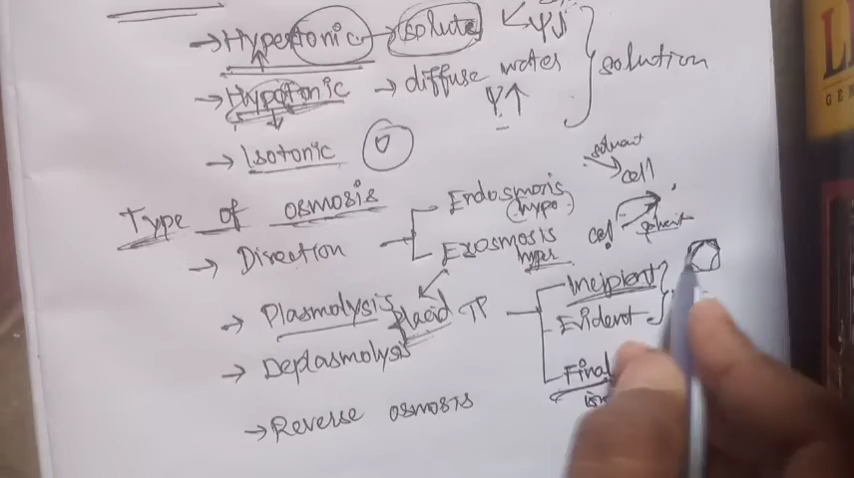 → Hypertonic → solute ψ↓
→ Hypotonic → diffuse water solution
ψ↑
→ Isotonic 0
solvent
cell
Type of osmosis
→ Direction
Endosmosis
(hypo)
Exosmosis
hyper
cell solvent
→ Plasmolysis placid TP
Incipient
Evident
Final
→ Deplasmolysis
→ Reverse osmosis